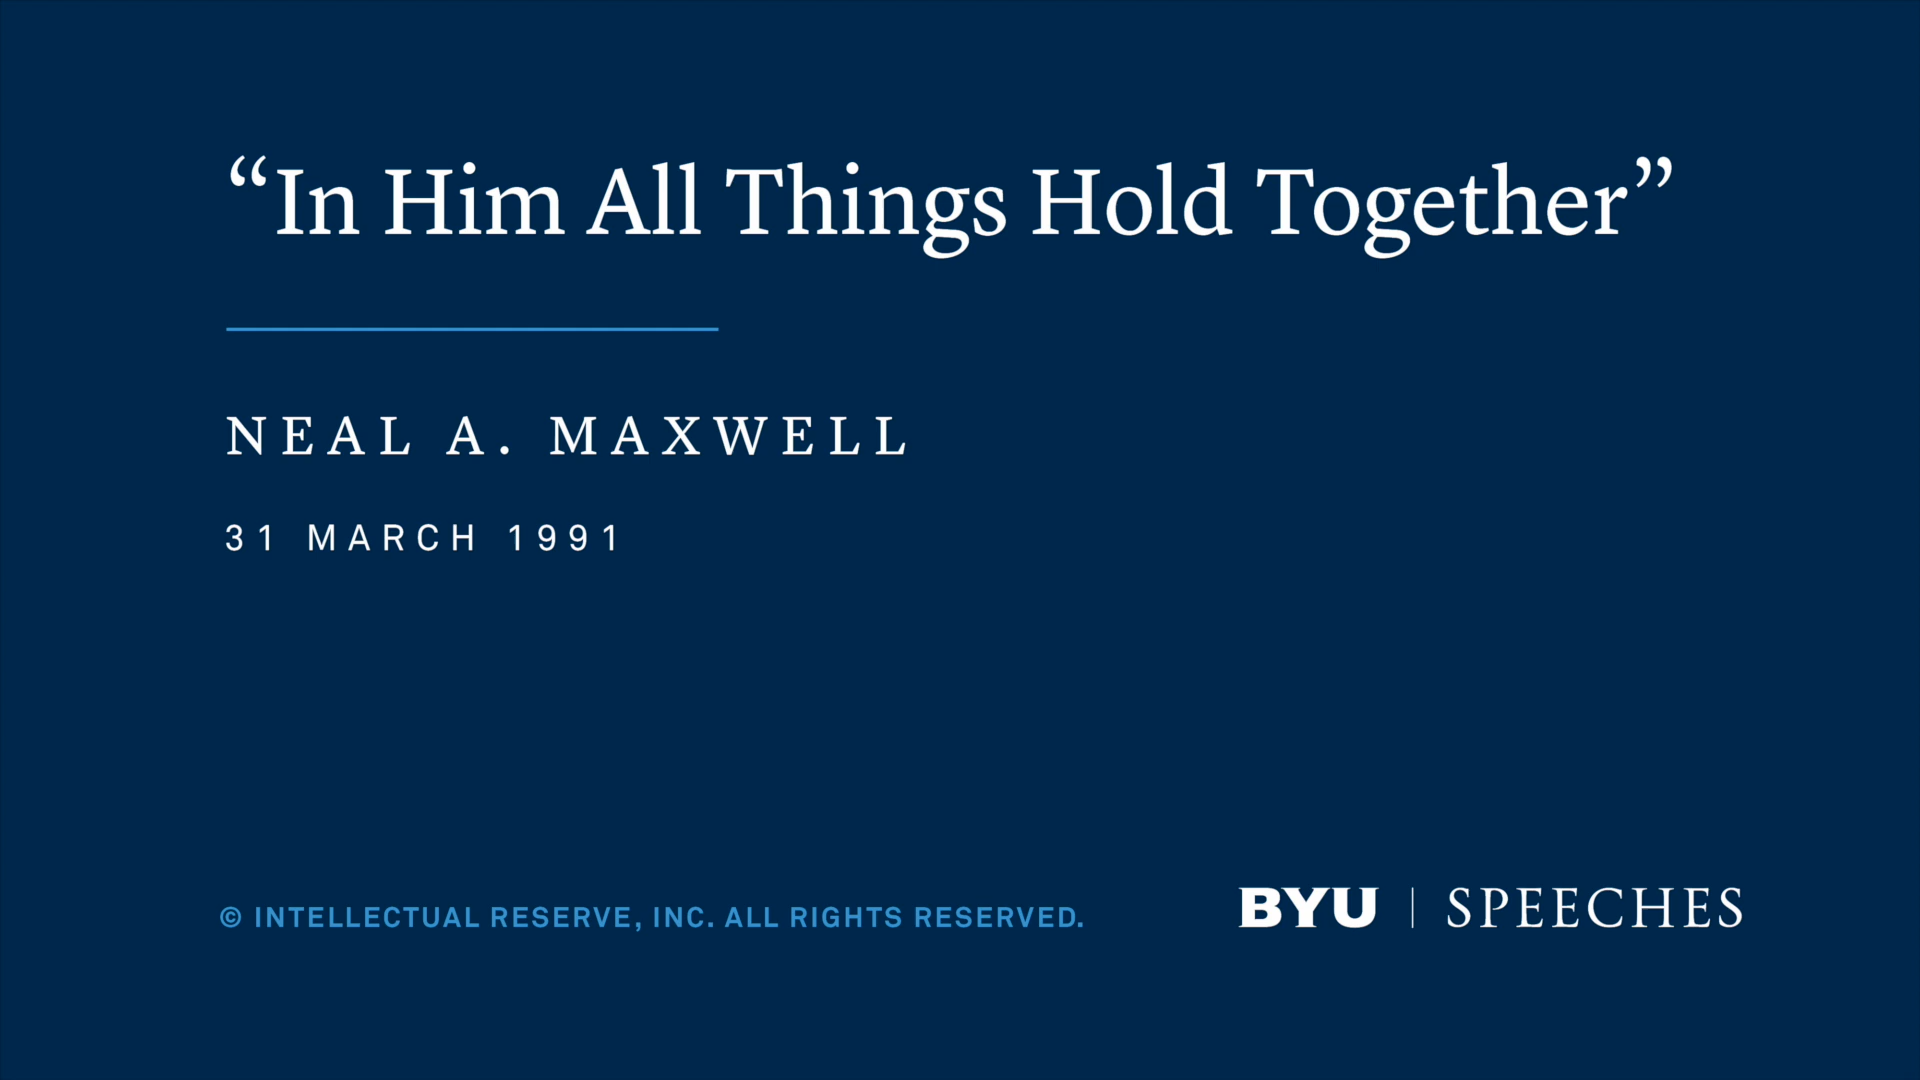 “In Him All Things Hold Together”
NEAL A. MAXWELL
31 MARCH 1991
© INTELLECTUAL RESERVE, INC. ALL RIGHTS RESERVED.
BYU | SPEECHES